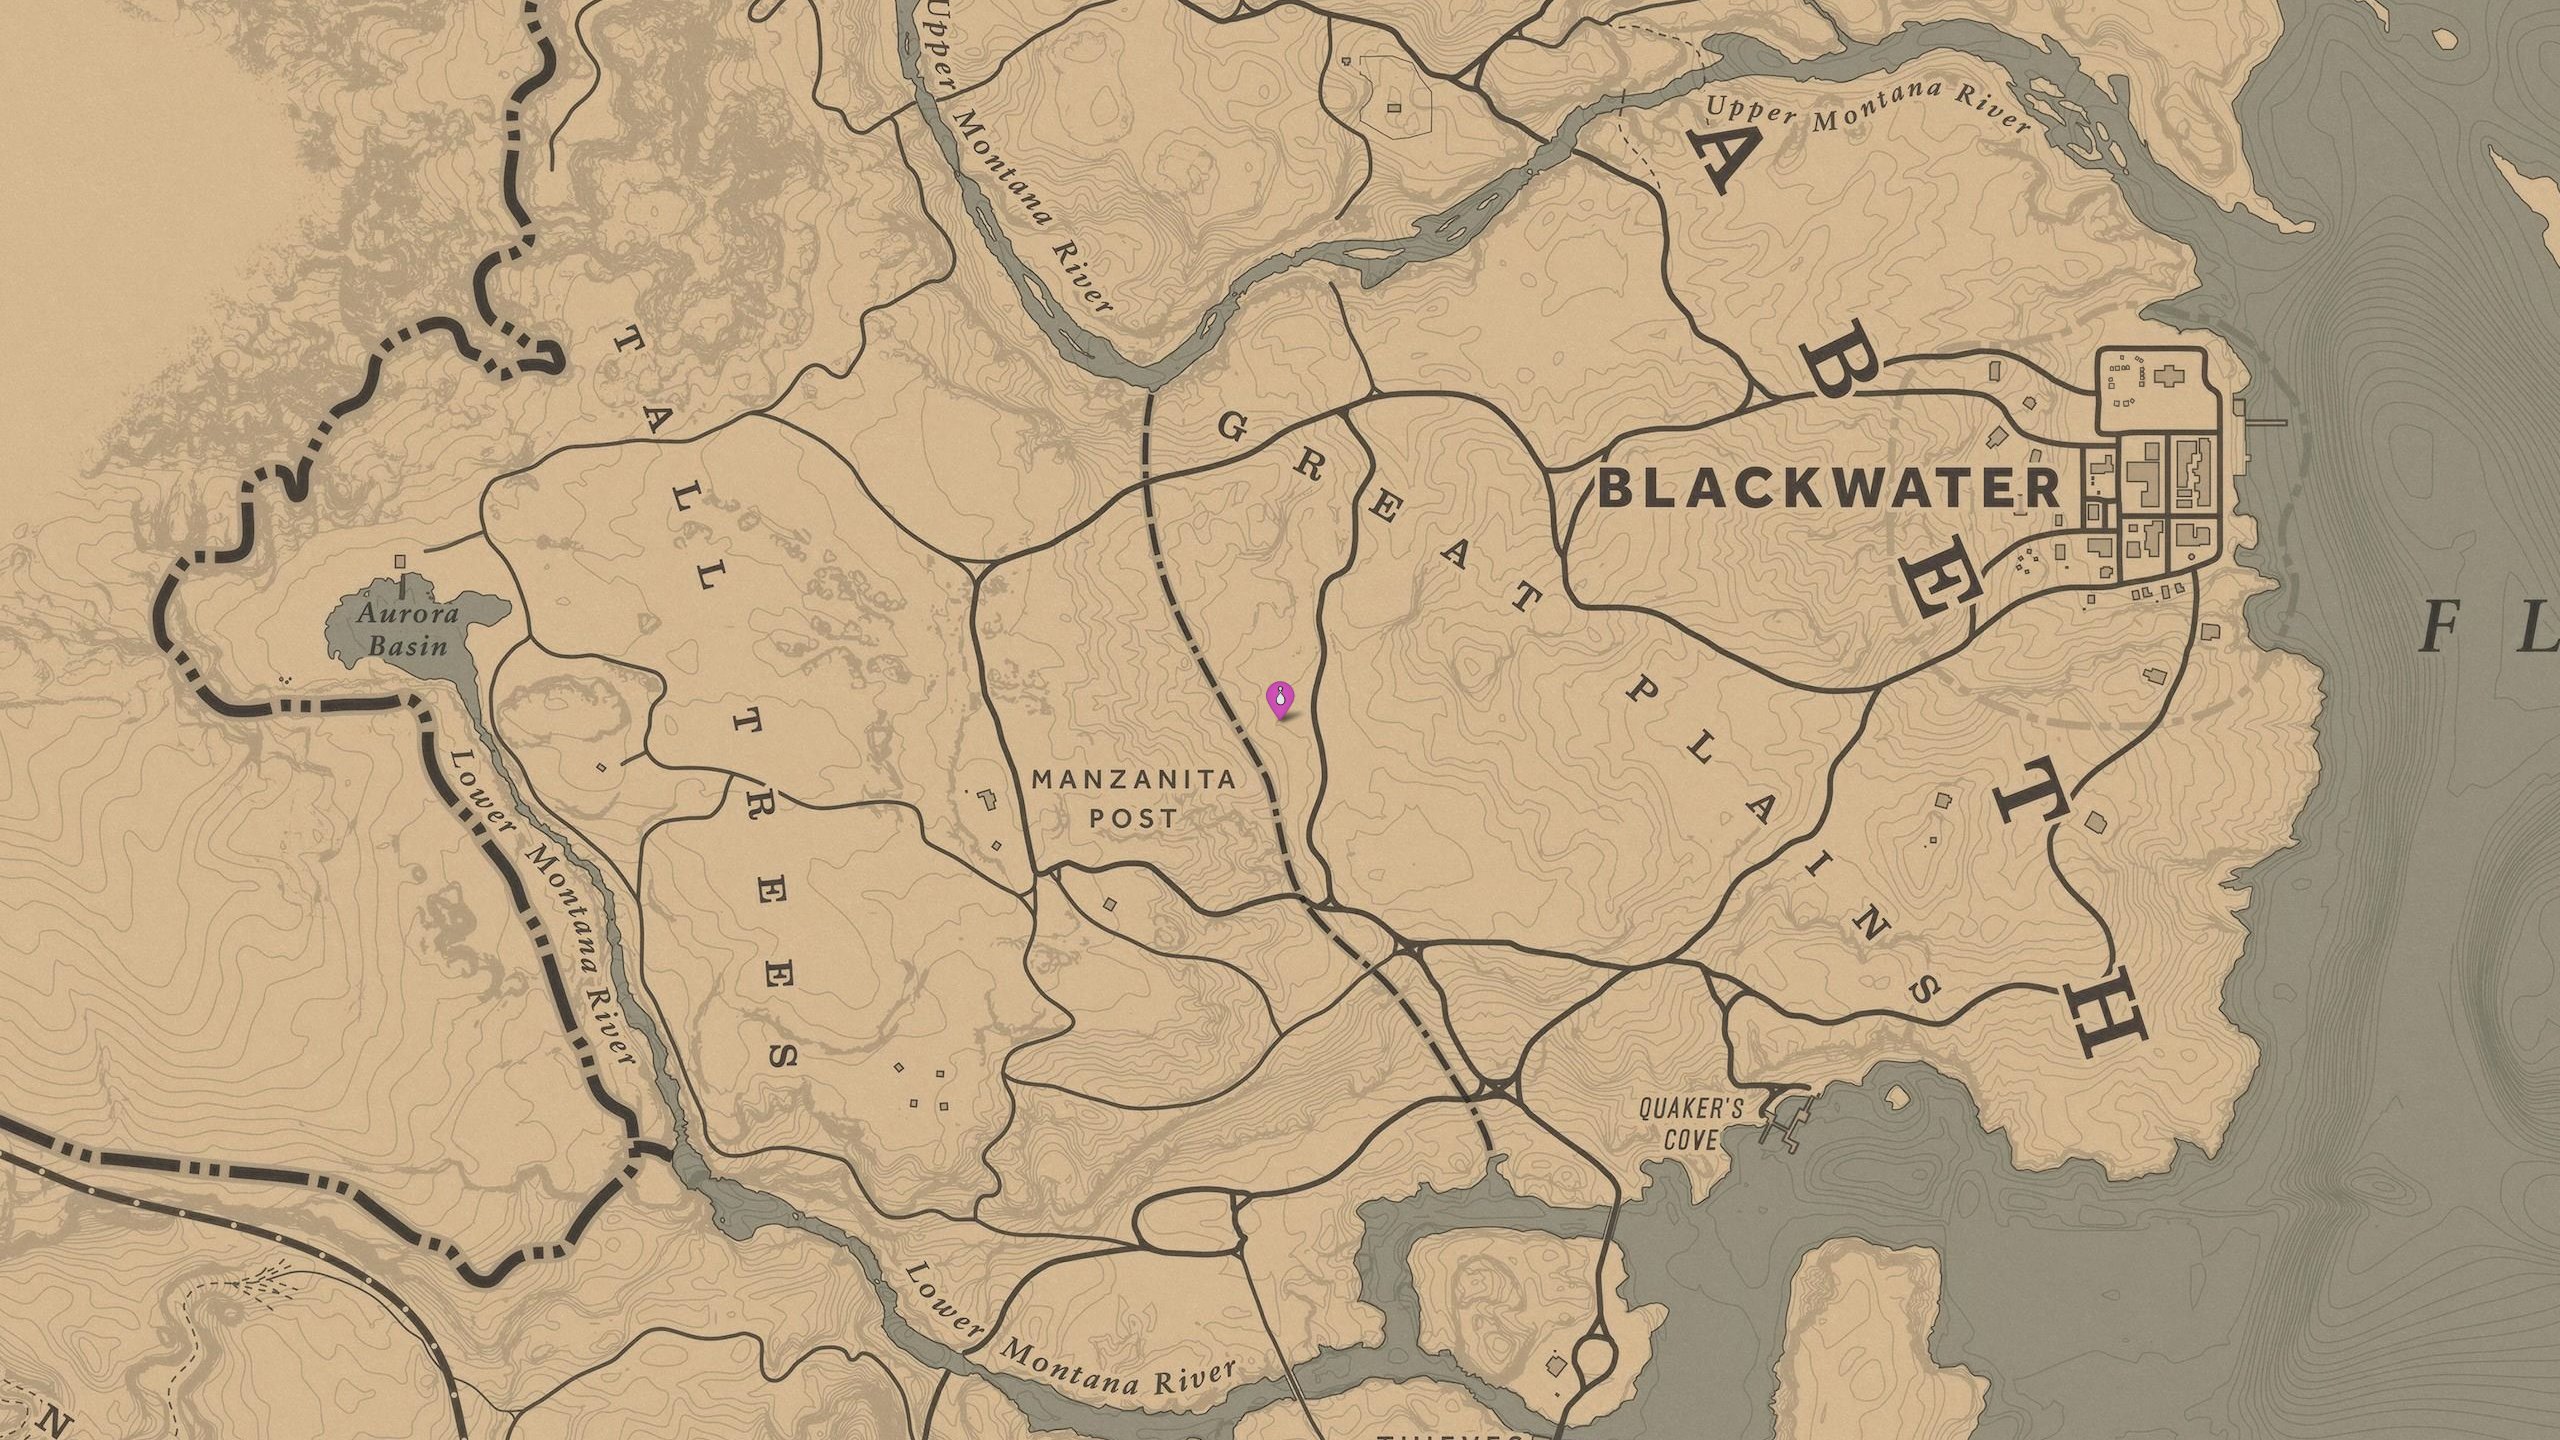 Upper Montana River
Upper Montana River
A
B
E
T
H
TALL TREES
GREAT PLAINS
BLACKWATER
Aurora
Basin
F L
MANZANITA
POST
Lower Montana River
QUAKER'S
COVE
Lower Montana River
N
THIEVES